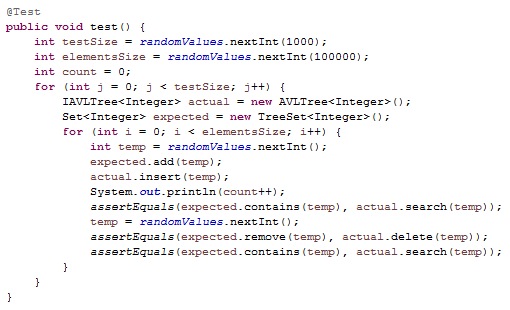 @Test
public void test() {
    int testSize = randomValues.nextInt(1000);
    int elementsSize = randomValues.nextInt(100000);
    int count = 0;
    for (int j = 0; j < testSize; j++) {
        IAVLTree<Integer> actual = new AVLTree<Integer>();
        Set<Integer> expected = new TreeSet<Integer>();
        for (int i = 0; i < elementsSize; i++) {
            int temp = randomValues.nextInt();
            expected.add(temp);
            actual.insert(temp);
            System.out.println(count++);
            assertEquals(expected.contains(temp), actual.search(temp));
            temp = randomValues.nextInt();
            assertEquals(expected.remove(temp), actual.delete(temp));
            assertEquals(expected.contains(temp), actual.search(temp));
        }
    }
}